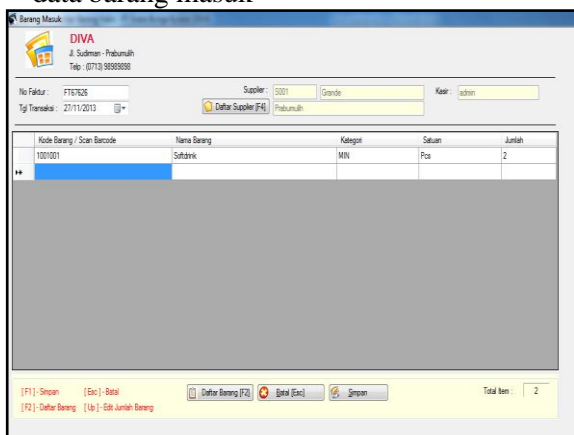 data barang masuk
Barang Masuk
DIVA
Jl. Sudirman - Prabumulih
Telp : (0713) 98989898
No Faktur : FT67626 Supplier : S001 Grande Kasir : admin
Tgl Transaksi : 27/11/2013 Daftar Supplier [F4] Prabumulih
Kode Barang / Scan Barcode Nama Barang Kategori Satuan Jumlah
1001001 Softdrink MIN Pcs 2
[ F1 ] - Simpan [ Esc ] - Batal Daftar Barang [F2] Batal [Esc] Simpan Total Item : 2
[ F2 ] - Daftar Barang [ Up ] - Edit Jumlah Barang